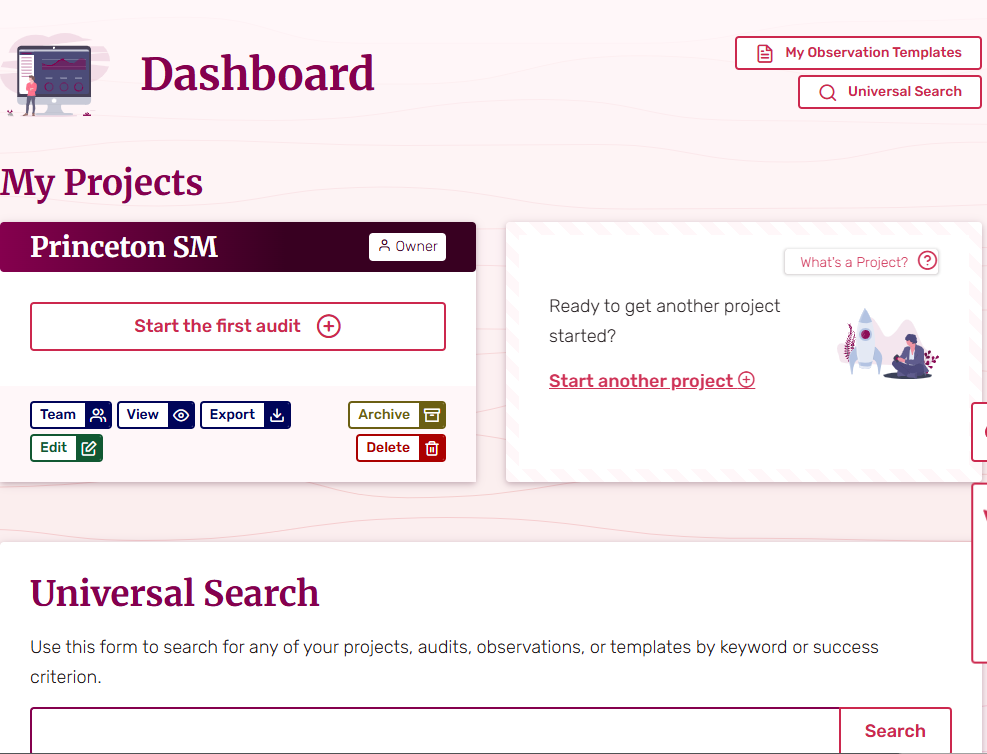 Dashboard
My Observation Templates
Universal Search
My Projects
Princeton SM
Owner
Start the first audit
Team
View
Export
Archive
Edit
Delete
What's a Project?
Ready to get another project
started?
Start another project
Universal Search
Use this form to search for any of your projects, audits, observations, or templates by keyword or success
criterion.
Search